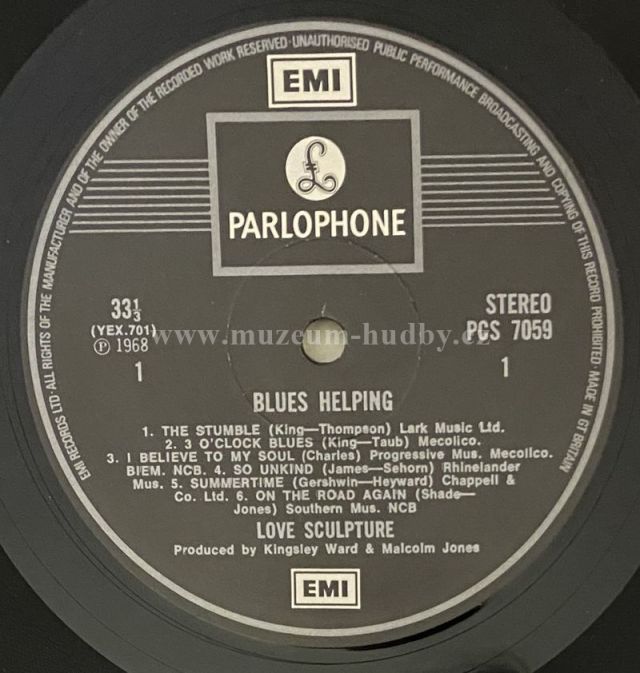 EMI RECORDS LTD·ALL RIGHTS OF THE MANUFACTURER AND OF THE OWNER OF THE RECORDED WORK RESERVED·UNAUTHORISED PUBLIC PERFORMANCE BROADCASTING AND COPYING OF THIS RECORD PROHIBITED·MADE IN GT BRITAIN
EMI
£
PARLOPHONE
33⅓
(YEX.701)
Ⓟ 1968
1
STEREO
PCS 7059
1
www.muzeum-hudby.cz
BLUES HELPING
1. THE STUMBLE (King—Thompson) Lark Music Ltd.
2. 3 O'CLOCK BLUES (King—Taub) Mecolico.
3. I BELIEVE TO MY SOUL (Charles) Progressive Mus. Mecolico.
BIEM. NCB. 4. SO UNKIND (James—Sehorn) Rhinelander
Mus. 5. SUMMERTIME (Gershwin—Heyward) Chappell &
Co. Ltd. 6. ON THE ROAD AGAIN (Shade—
Jones) Southern Mus. NCB
LOVE SCULPTURE
Produced by Kingsley Ward & Malcolm Jones
EMI